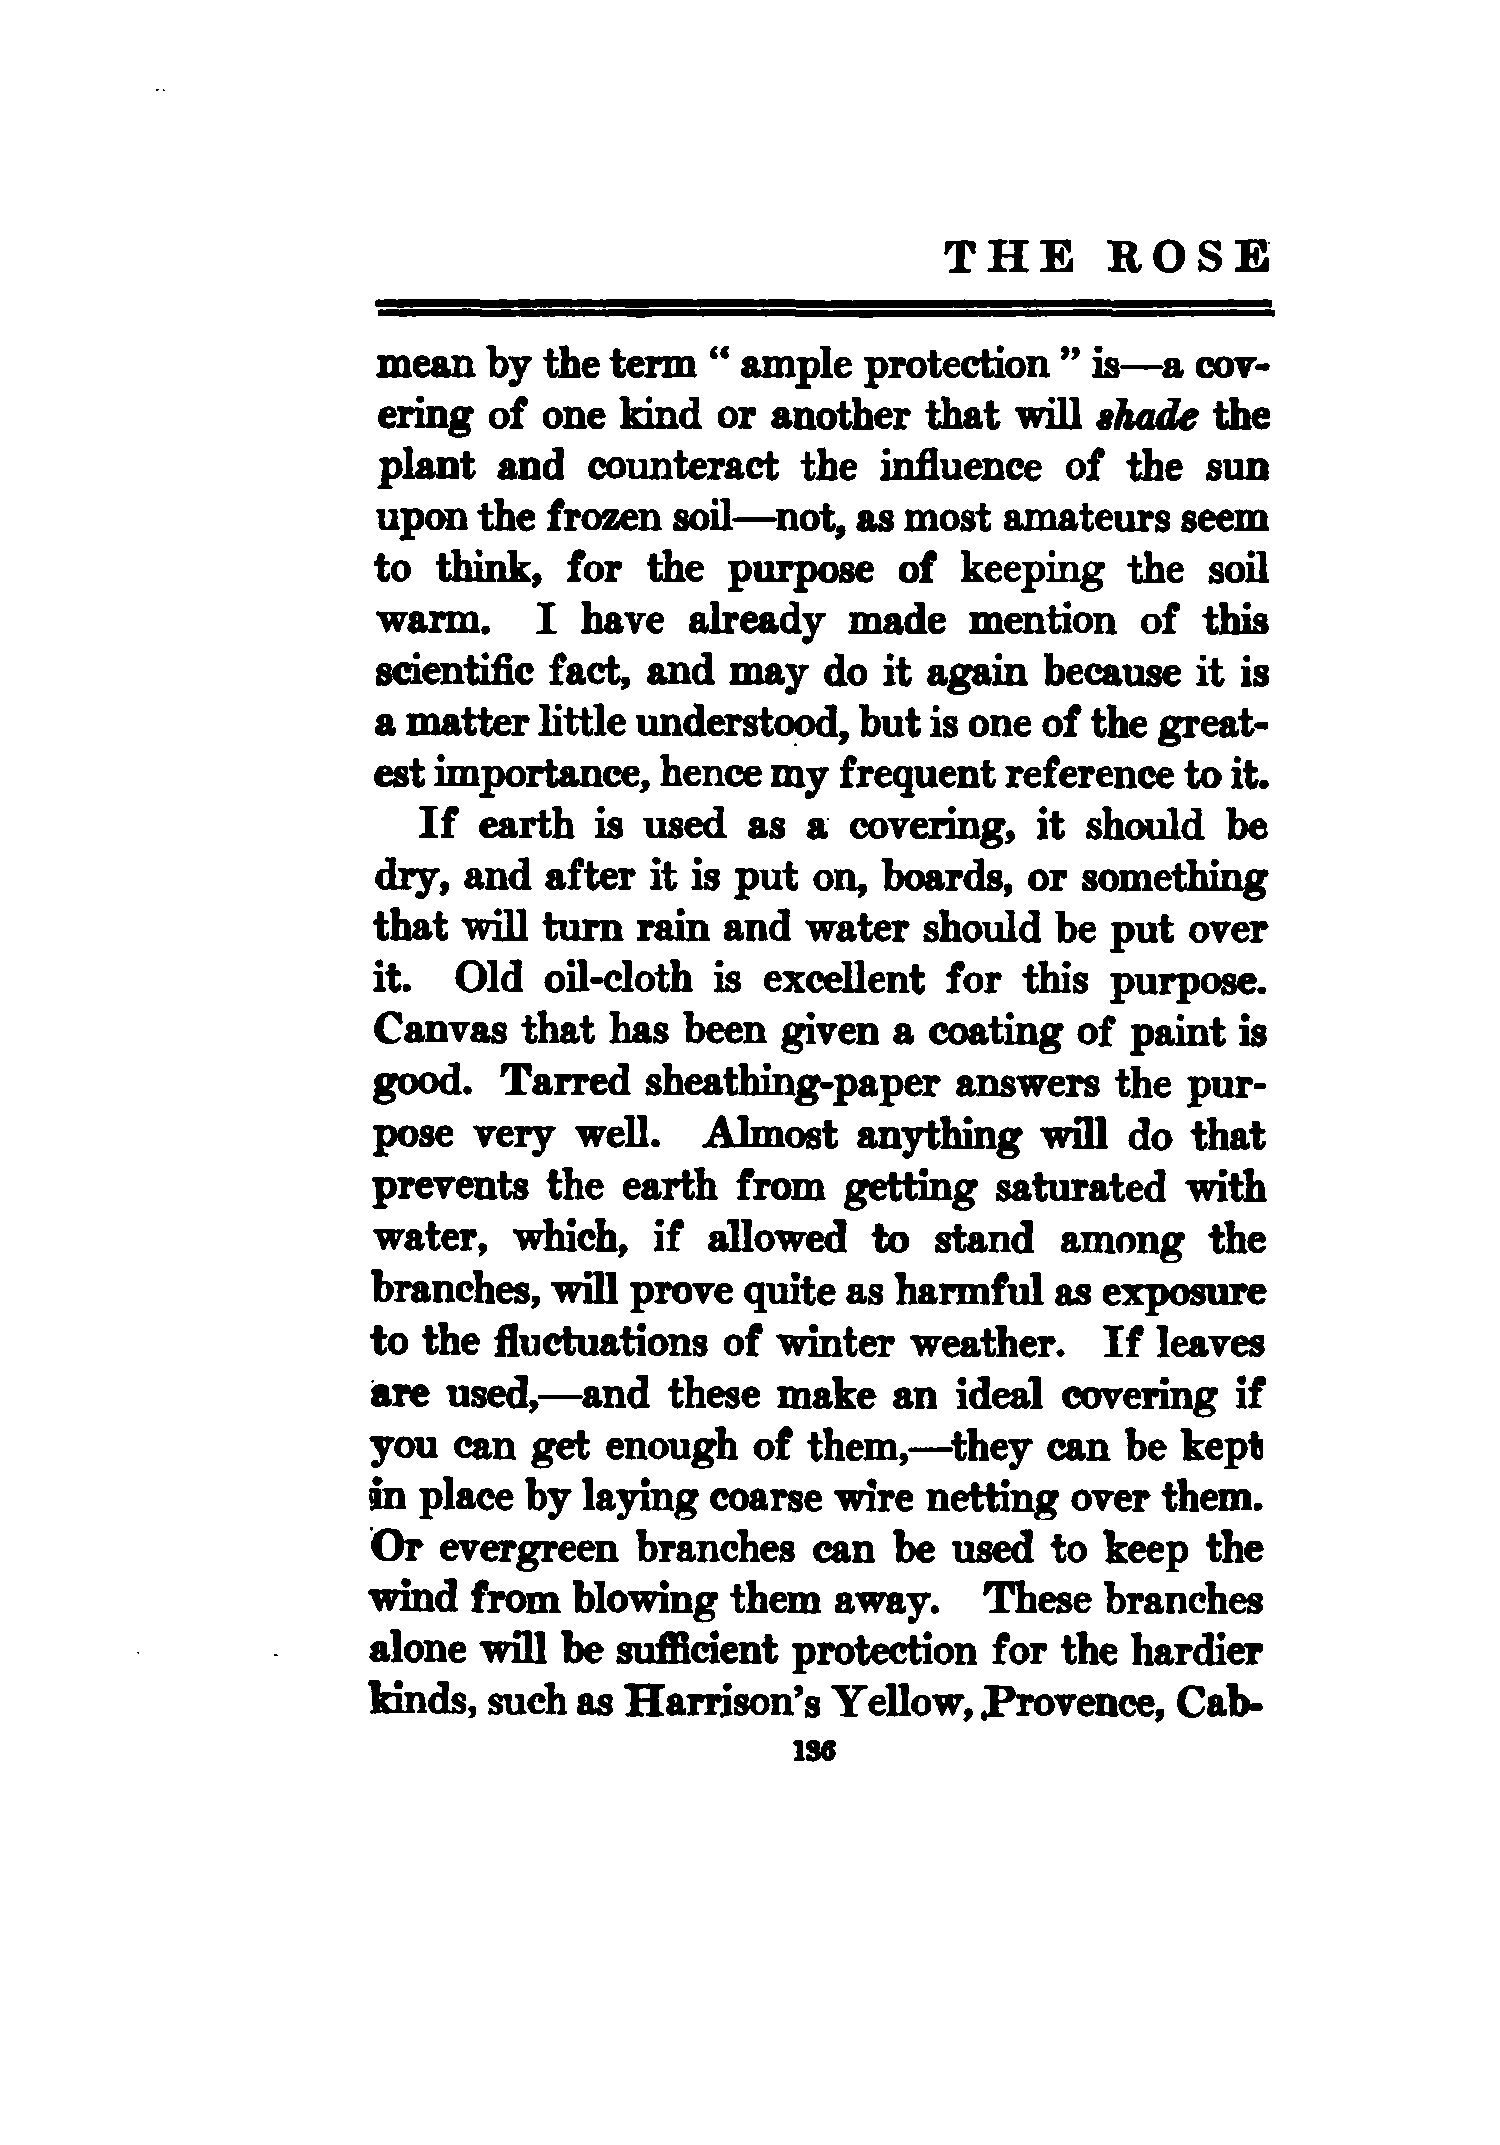 THE ROSE
mean by the term “ ample protection ” is—a cov-
ering of one kind or another that will shade the
plant and counteract the influence of the sun
upon the frozen soil—not, as most amateurs seem
to think, for the purpose of keeping the soil
warm. I have already made mention of this
scientific fact, and may do it again because it is
a matter little understood, but is one of the great-
est importance, hence my frequent reference to it.
If earth is used as a covering, it should be
dry, and after it is put on, boards, or something
that will turn rain and water should be put over
it. Old oil-cloth is excellent for this purpose.
Canvas that has been given a coating of paint is
good. Tarred sheathing-paper answers the pur-
pose very well. Almost anything will do that
prevents the earth from getting saturated with
water, which, if allowed to stand among the
branches, will prove quite as harmful as exposure
to the fluctuations of winter weather. If leaves
are used,—and these make an ideal covering if
you can get enough of them,—they can be kept
in place by laying coarse wire netting over them.
Or evergreen branches can be used to keep the
wind from blowing them away. These branches
alone will be sufficient protection for the hardier
kinds, such as Harrison’s Yellow, Provence, Cab-
136